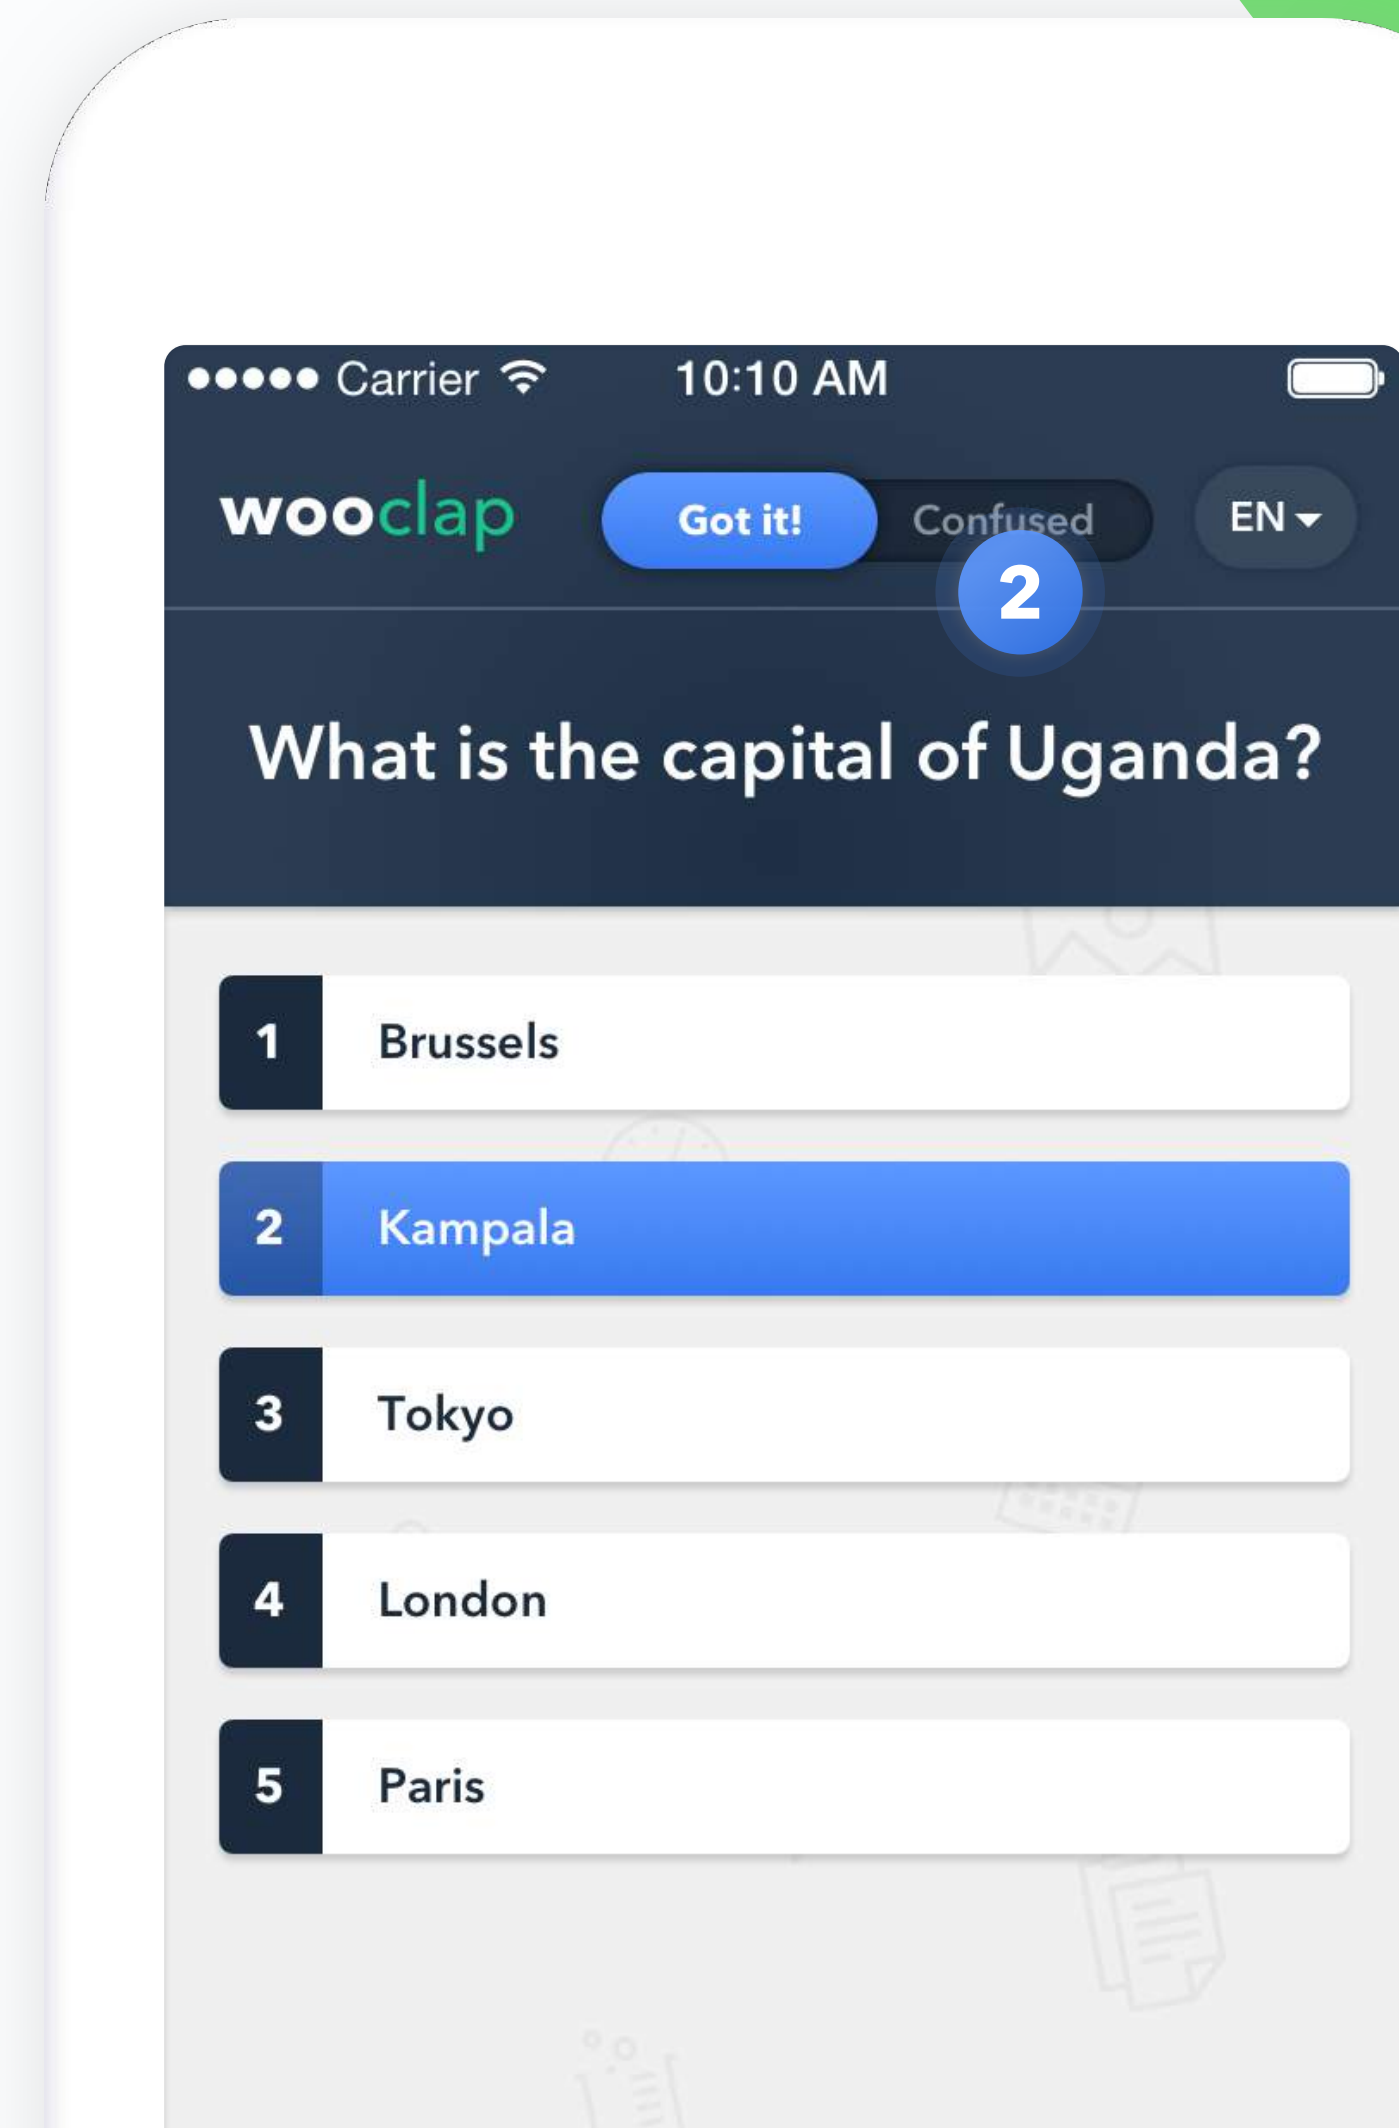 Carrier 10:10 AM
wooclap Got it! Confused EN
2
What is the capital of Uganda?
1 Brussels
2 Kampala
3 Tokyo
4 London
5 Paris